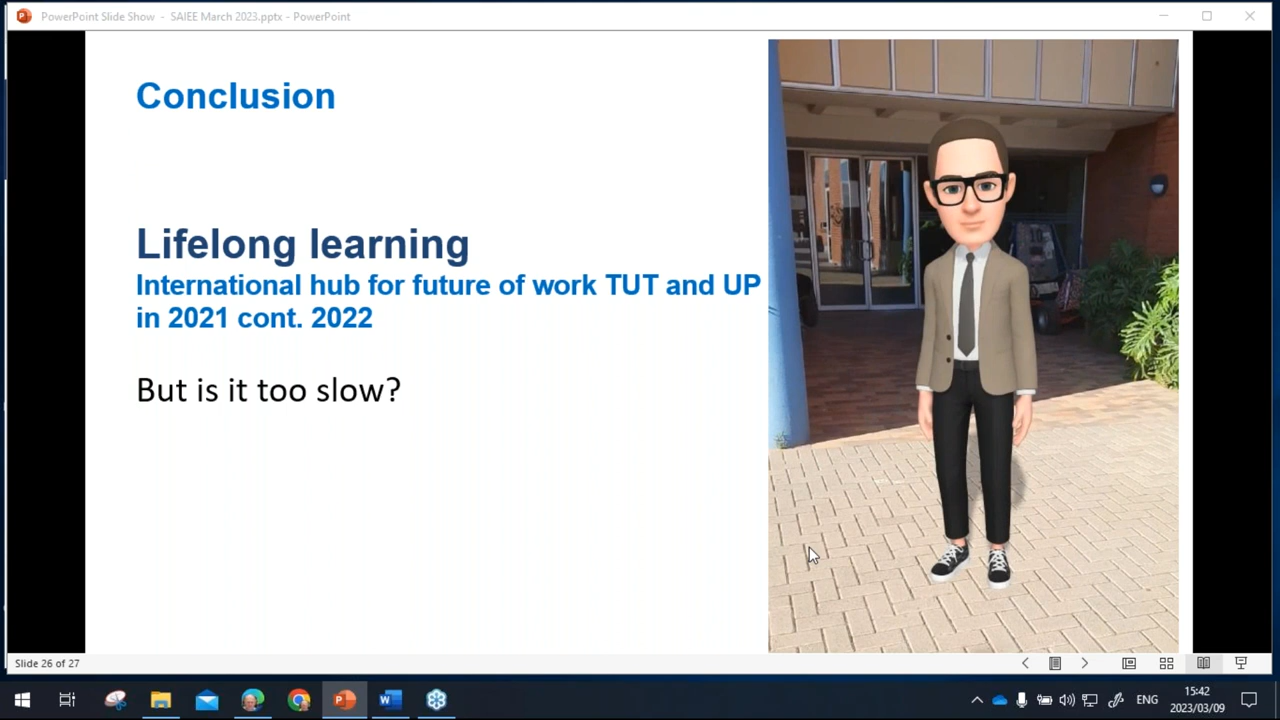 PowerPoint Slide Show - SAIEE March 2023.pptx - PowerPoint
Conclusion
Lifelong learning
International hub for future of work TUT and UP
in 2021 cont. 2022
But is it too slow?
Slide 26 of 27
ENG
15:42
2023/03/09